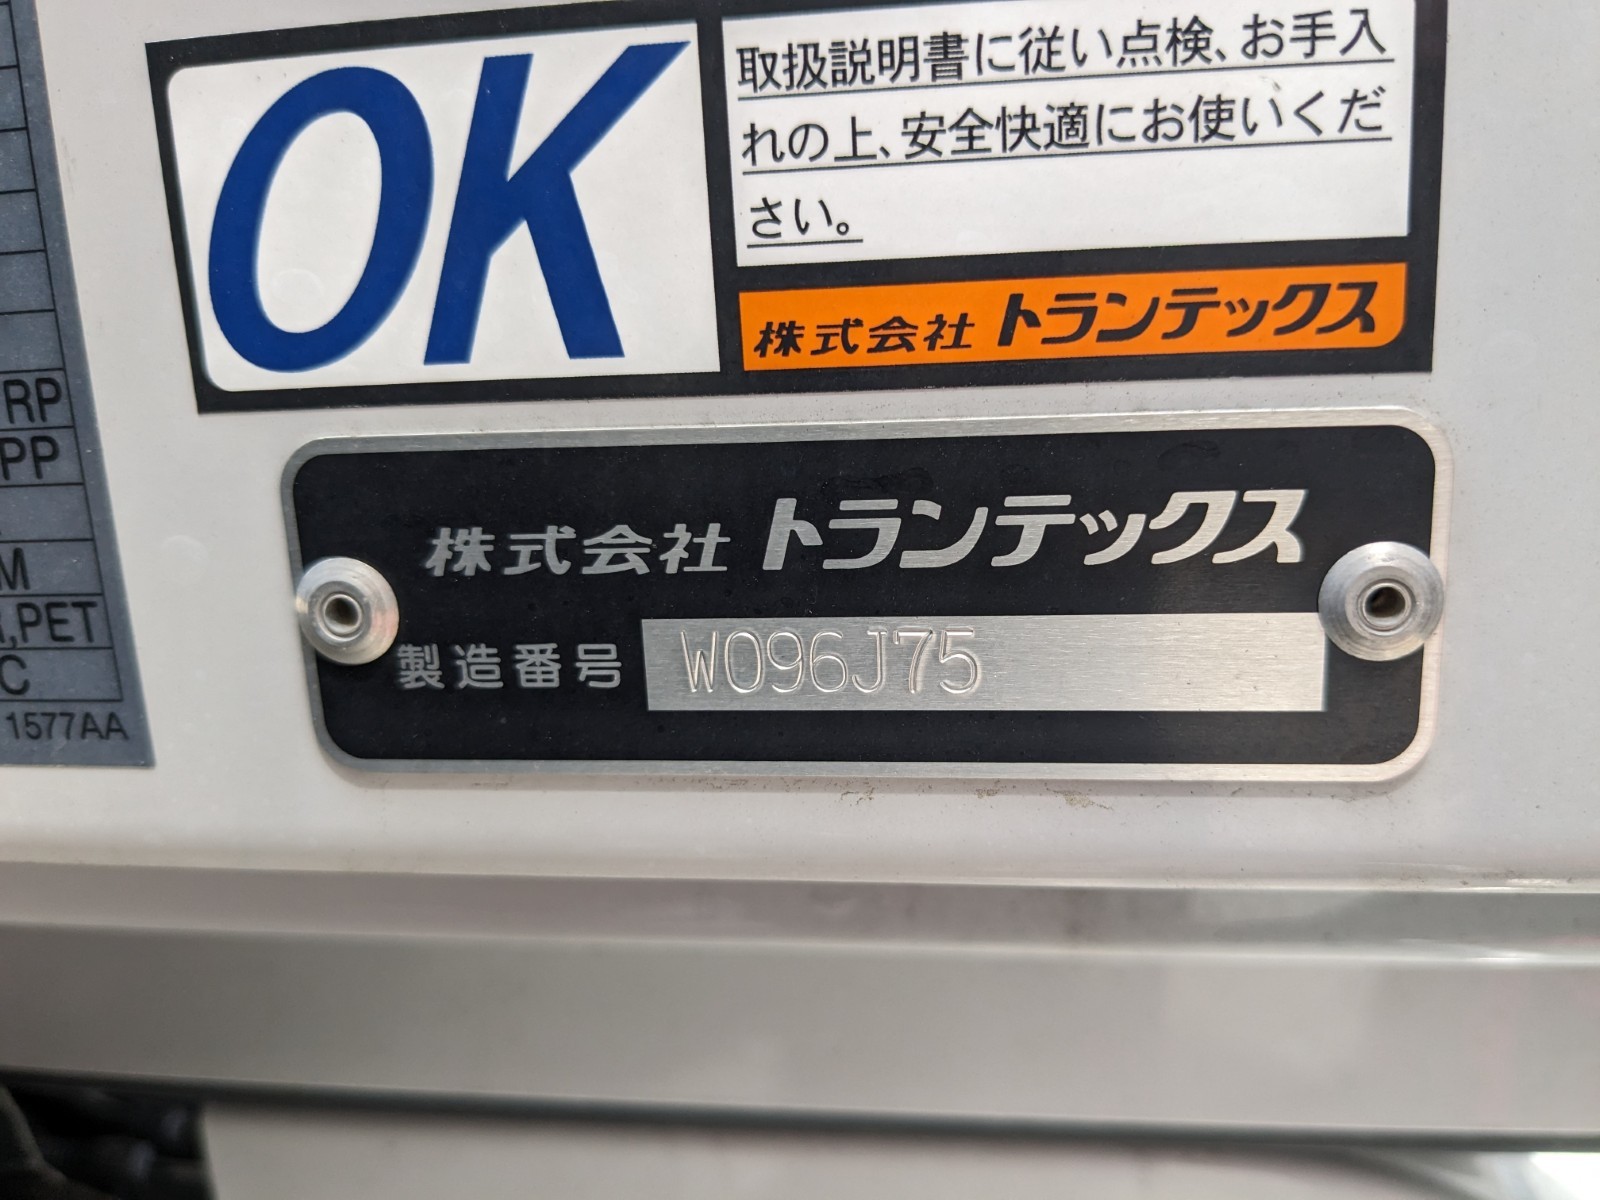 OK
取扱説明書に従い点検、お手入
れの上、安全快適にお使いくだ
さい。
株式会社トランテックス
株式会社トランテックス
製造番号 W096J75
RP
PP
M
,PET
C
1577AA